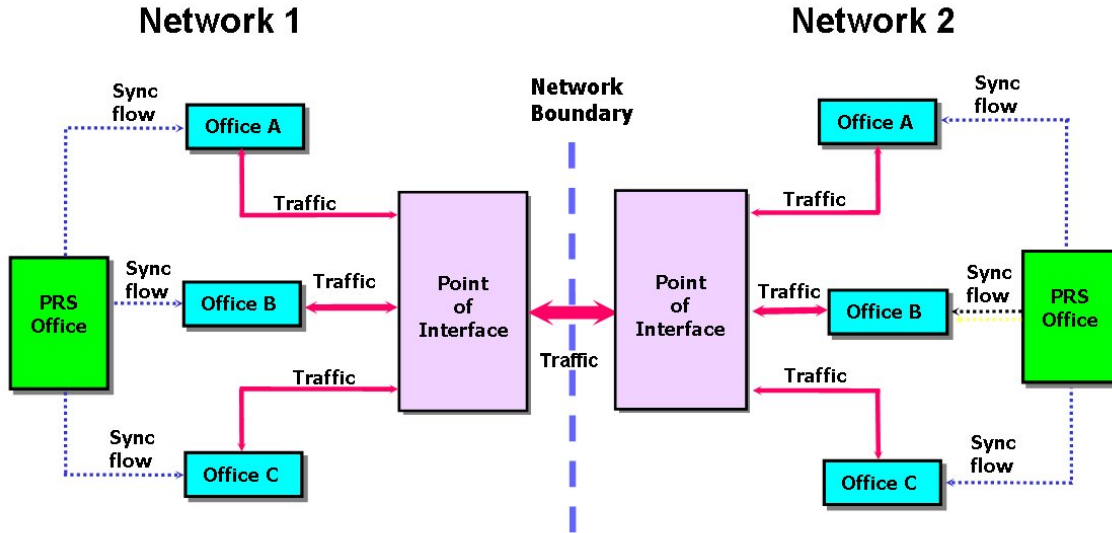 Network 1
Network 2
Network
Boundary
Sync
flow
Office A
Traffic
PRS
Office
Sync
flow
Office B
Traffic
Point
of
Interface
Traffic
Sync
flow
Office C
Traffic
Point
of
Interface
Traffic
Office A
Sync
flow
Traffic
Office B
Sync
flow
PRS
Office
Traffic
Office C
Sync
flow